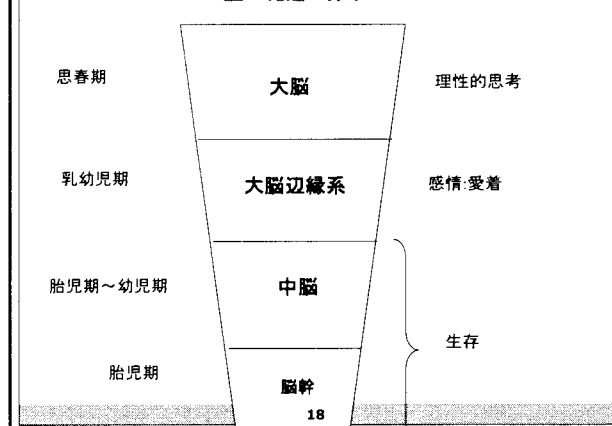 思春期 大脳 理性的思考
乳幼児期 大脳辺縁系 感情:愛着
胎児期～幼児期 中脳
生存
胎児期 脳幹
18